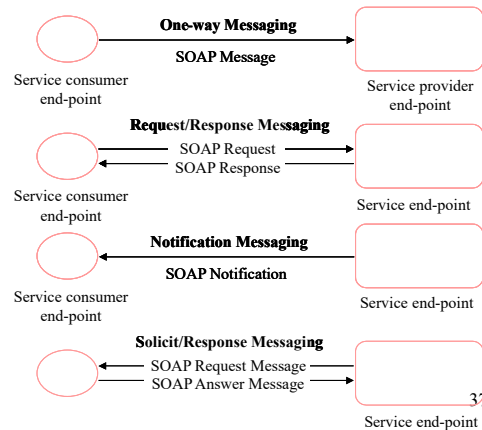 One-way Messaging
SOAP Message
Service consumer
end-point
Service provider
end-point
Request/Response Messaging
SOAP Request
SOAP Response
Service consumer
end-point
Service end-point
Notification Messaging
SOAP Notification
Service consumer
end-point
Service end-point
Solicit/Response Messaging
SOAP Request Message
SOAP Answer Message
Service end-point